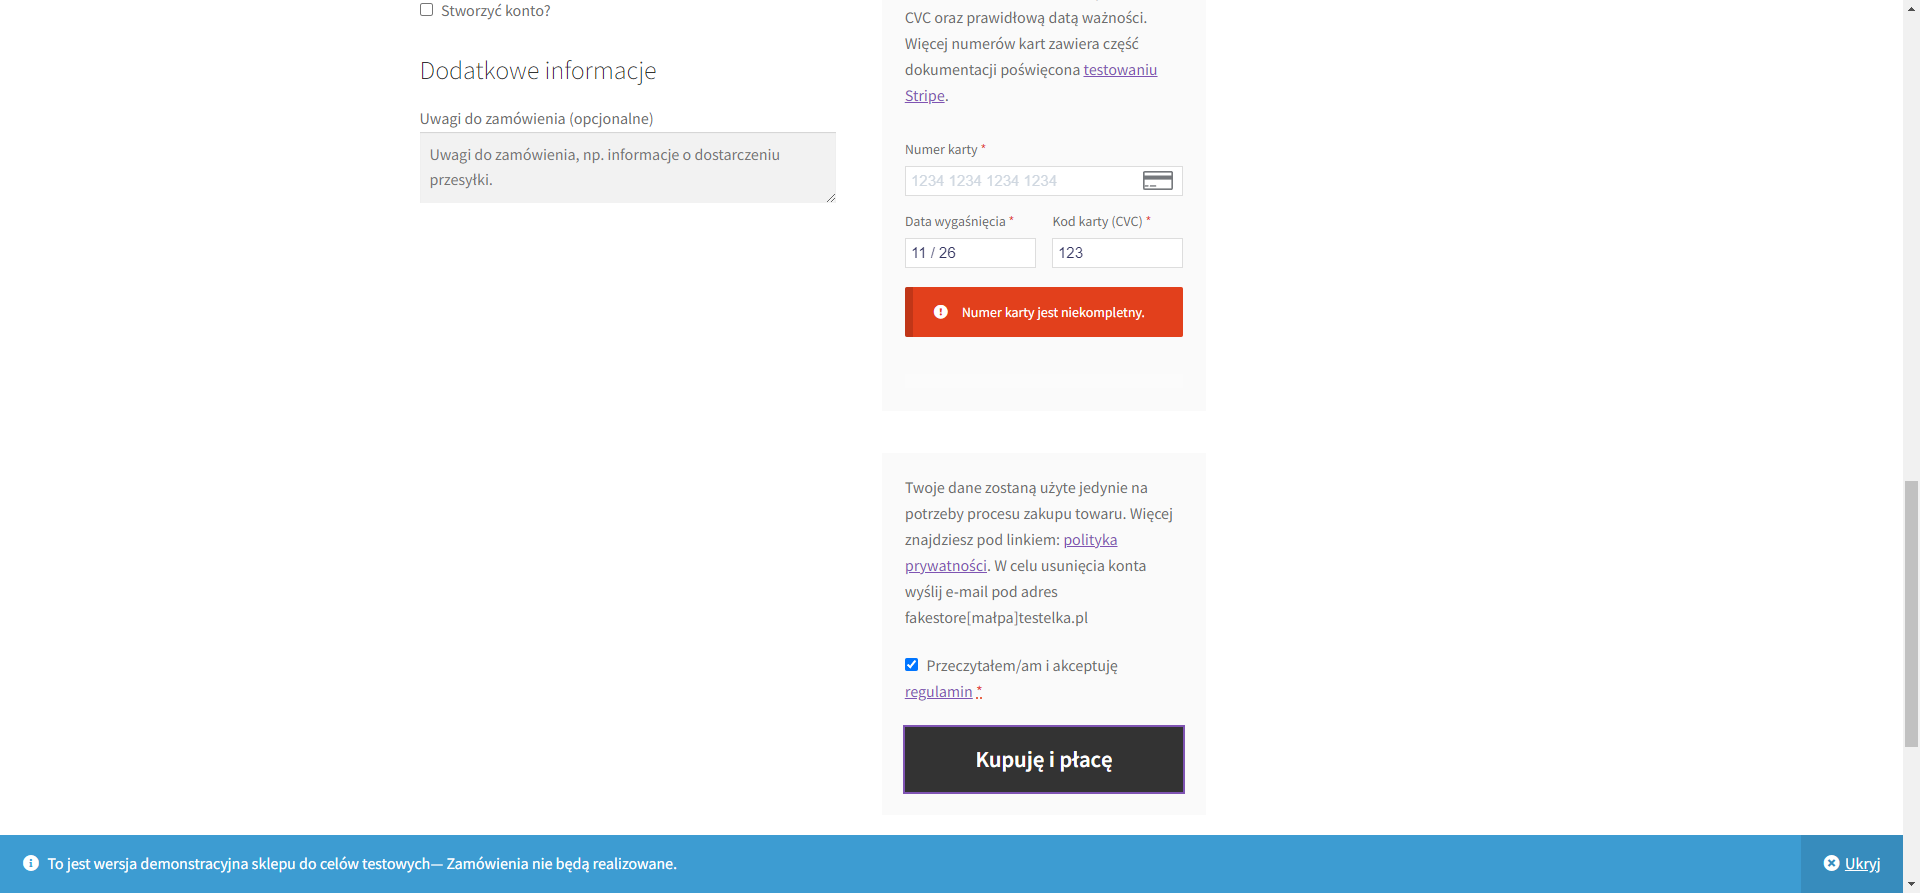 Stworzyć konto?
Dodatkowe informacje
Uwagi do zamówienia (opcjonalne)
Uwagi do zamówienia, np. informacje o dostarczeniu
przesyłki.
CVC oraz prawidłową datą ważności.
Więcej numerów kart zawiera część
dokumentacji poświęcona testowaniu
Stripe.
Numer karty *
1234 1234 1234 1234
Data wygaśnięcia *
Kod karty (CVC) *
11 / 26
123
Numer karty jest niekompletny.
Twoje dane zostaną użyte jedynie na
potrzeby procesu zakupu towaru. Więcej
znajdziesz pod linkiem: polityka
prywatności. W celu usunięcia konta
wyślij e-mail pod adres
fakestore[małpa]testelka.pl
Przeczytałem/am i akceptuję
regulamin *
Kupuję i płacę
To jest wersja demonstracyjna sklepu do celów testowych— Zamówienia nie będą realizowane.
Ukryj